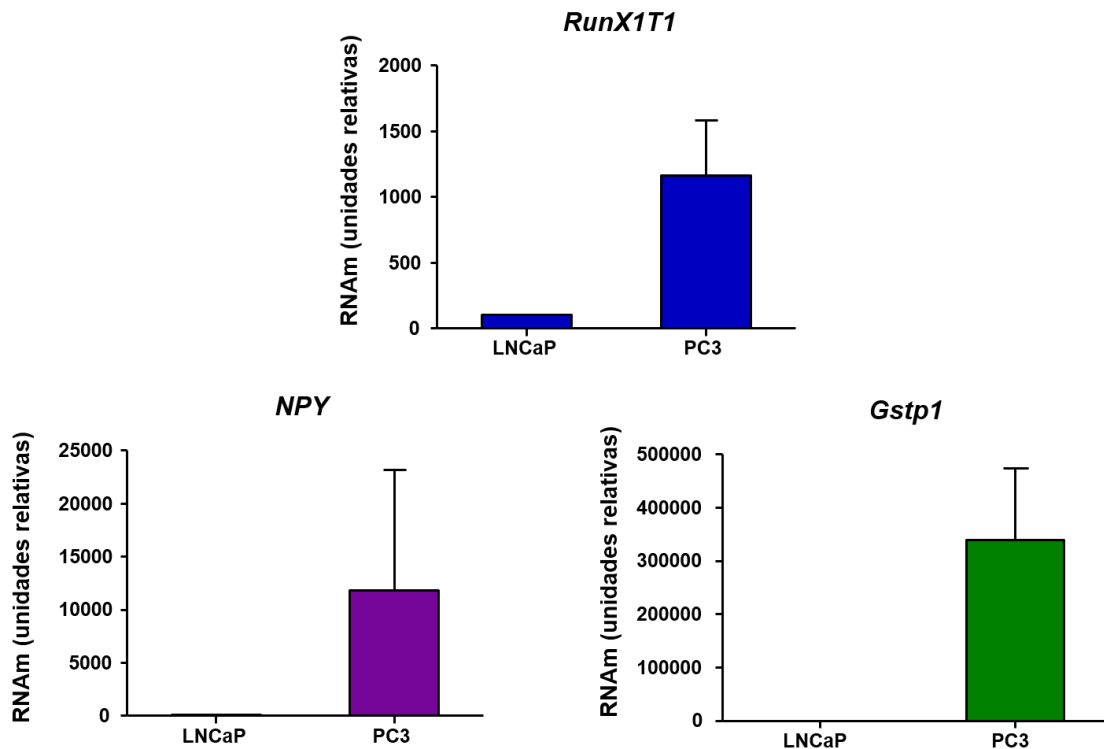 RunX1T1
RNAm (unidades relativas)
2000
1500
1000
500
0
LNCaP
PC3
NPY
RNAm (unidades relativas)
25000
20000
15000
10000
5000
0
LNCaP
PC3
Gstp1
RNAm (unidades relativas)
500000
400000
300000
200000
100000
0
LNCaP
PC3